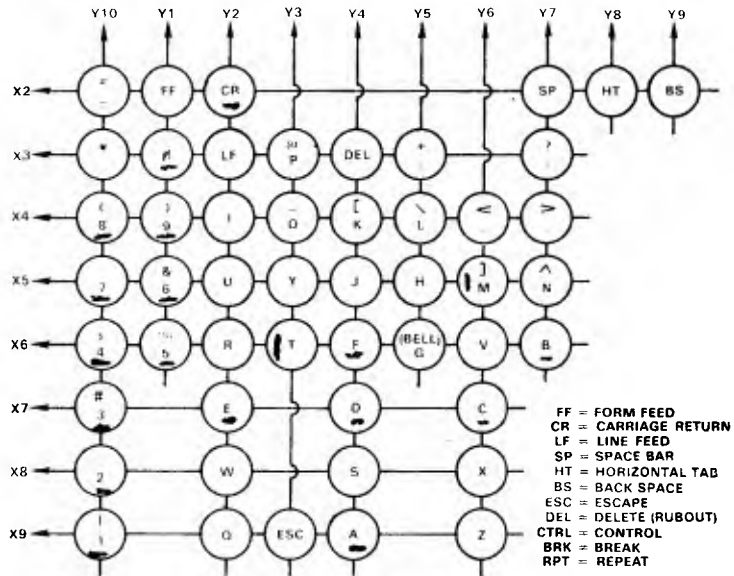 Y10 Y1 Y2 Y3 Y4 Y5 Y6 Y7 Y8 Y9
X2 = _ FF CR SP HT BS
X3 * Ø LF P DEL + ?
X4 ( 8 ) 9 I _ O [ K \ L < >
X5 7 & 6 U Y J H ] M ^ N
X6 4 5 R T F (BELL) G V B
X7 # 3 E D C
X8 2 W S X
X9 ! 1 Q ESC A Z
FF = FORM FEED
CR = CARRIAGE RETURN
LF = LINE FEED
SP = SPACE BAR
HT = HORIZONTAL TAB
BS = BACK SPACE
ESC = ESCAPE
DEL = DELETE (RUBOUT)
CTRL = CONTROL
BRK = BREAK
RPT = REPEAT